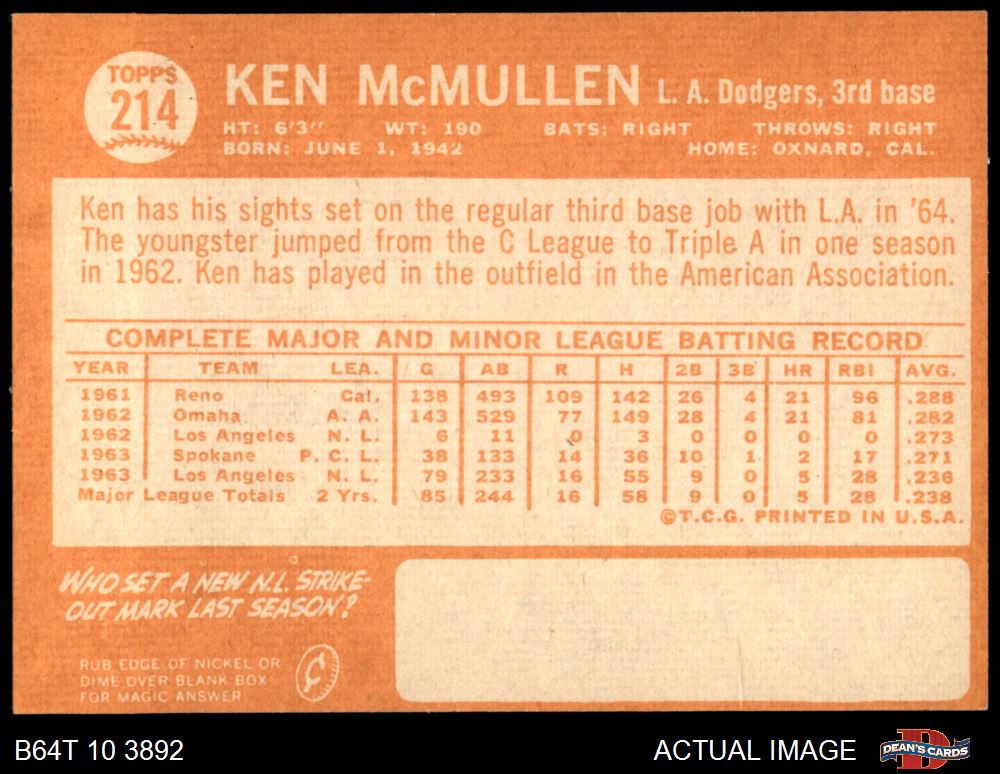 TOPPS
214
KEN McMULLEN L. A. Dodgers, 3rd base
HT: 6'3" WT: 190 BATS: RIGHT THROWS: RIGHT
BORN: JUNE 1, 1942 HOME: OXNARD, CAL.
Ken has his sights set on the regular third base job with L.A. in '64.
The youngster jumped from the C League to Triple A in one season
in 1962. Ken has played in the outfield in the American Association.
COMPLETE MAJOR AND MINOR LEAGUE BATTING RECORD
YEAR TEAM LEA. G AB R H 2B 3B HR RBI AVG.
1961 Reno Cal. 138 493 109 142 26 4 21 96 .288
1962 Omaha A. A. 143 529 77 149 28 4 21 81 .282
1962 Los Angeles N. L. 6 11 0 3 0 0 0 0 .273
1963 Spokane P. C. L. 38 133 14 36 10 1 2 17 .271
1963 Los Angeles N. L. 79 233 16 55 9 0 5 28 .236
Major League Totals 2 Yrs. 85 244 16 58 9 0 5 28 .238
©T.C.G. PRINTED IN U.S.A.
WHO SET A NEW N.L. STRIKE-
OUT MARK LAST SEASON?
RUB EDGE OF NICKEL OR
DIME OVER BLANK BOX
FOR MAGIC ANSWER
¢
B64T 10 3892 ACTUAL IMAGE DEAN'S CARDS